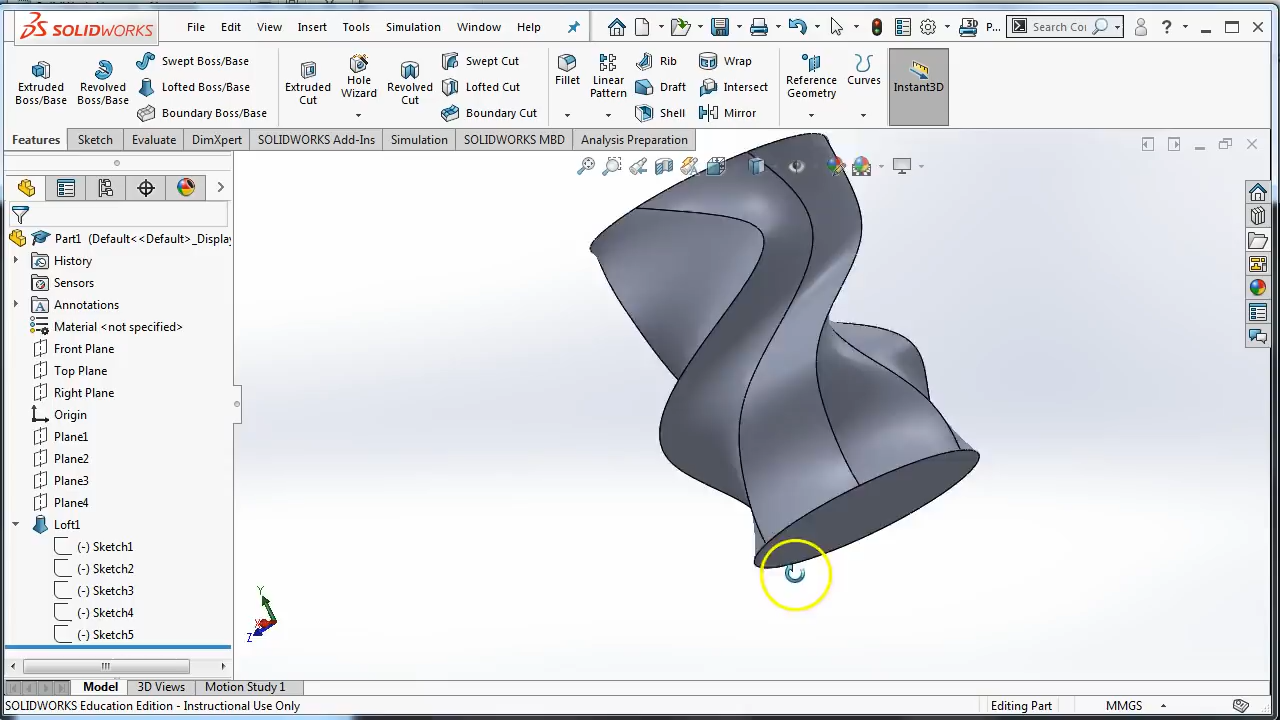 SOLIDWORKS
File Edit View Insert Tools Simulation Window
P...
Search Co
?
Extruded Boss/Base
Revolved Boss/Base
Swept Boss/Base
Lofted Boss/Base
Boundary Boss/Base
Extruded Cut
Hole Wizard
Revolved Cut
Swept Cut
Lofted Cut
Boundary Cut
Fillet
Linear Pattern
Rib
Draft
Shell
Wrap
Intersect
Mirror
Reference Geometry
Curves
Instant3D
Features Sketch Evaluate DimXpert SOLIDWORKS Add-Ins Simulation SOLIDWORKS MBD Analysis Preparation
Part1 (Default<<Default>_Display
History
Sensors
Annotations
Material <not specified>
Front Plane
Top Plane
Right Plane
Origin
Plane1
Plane2
Plane3
Plane4
Loft1
(-) Sketch1
(-) Sketch2
(-) Sketch3
(-) Sketch4
(-) Sketch5
Y
X
Z
Model 3D Views Motion Study 1
SOLIDWORKS Education Edition - Instructional Use Only
Editing Part
MMGS